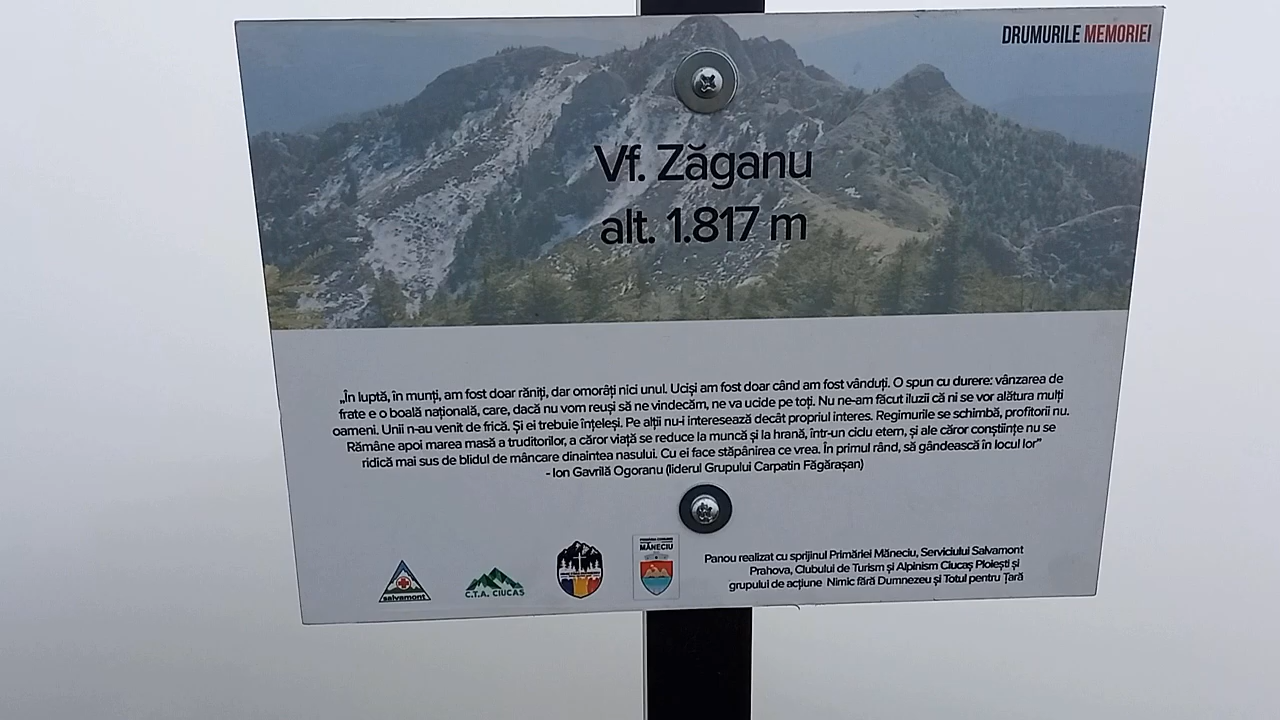 DRUMURILE MEMORIEI
Vf. Zăganu
alt. 1.817 m
„În luptă, în munți, am fost doar răniți, dar omorâți nici unul. Uciși am fost doar când am fost vânduți. O spun cu durere: vânzarea de
frate e o boală națională, care, dacă nu vom reuși să ne vindecăm, ne va ucide pe toți. Nu ne-am făcut iluzii că ni se vor alătura mulți
oameni. Unii n-au venit de frică. Și ei trebuie înțeleși. Pe alții nu-i interesează decât propriul interes. Regimurile se schimbă, profitorii nu.
Rămâne apoi marea masă a truditorilor, a căror viață se reduce la muncă și la hrană, într-un ciclu etern, și ale căror conștiințe nu se
ridică mai sus de blidul de mâncare dinaintea nasului. Cu ei face stăpânirea ce vrea. În primul rând, să gândească în locul lor”
- Ion Gavrilă Ogoranu (liderul Grupului Carpatin Făgărășan)
Panou realizat cu sprijinul Primăriei Măneciu, Serviciului Salvamont
Prahova, Clubului de Turism și Alpinism Ciucaș Ploiești și
grupului de acțiune Nimic fără Dumnezeu și Totul pentru Țară
salvamont
C.T.A. CIUCAȘ
MĂNECIU